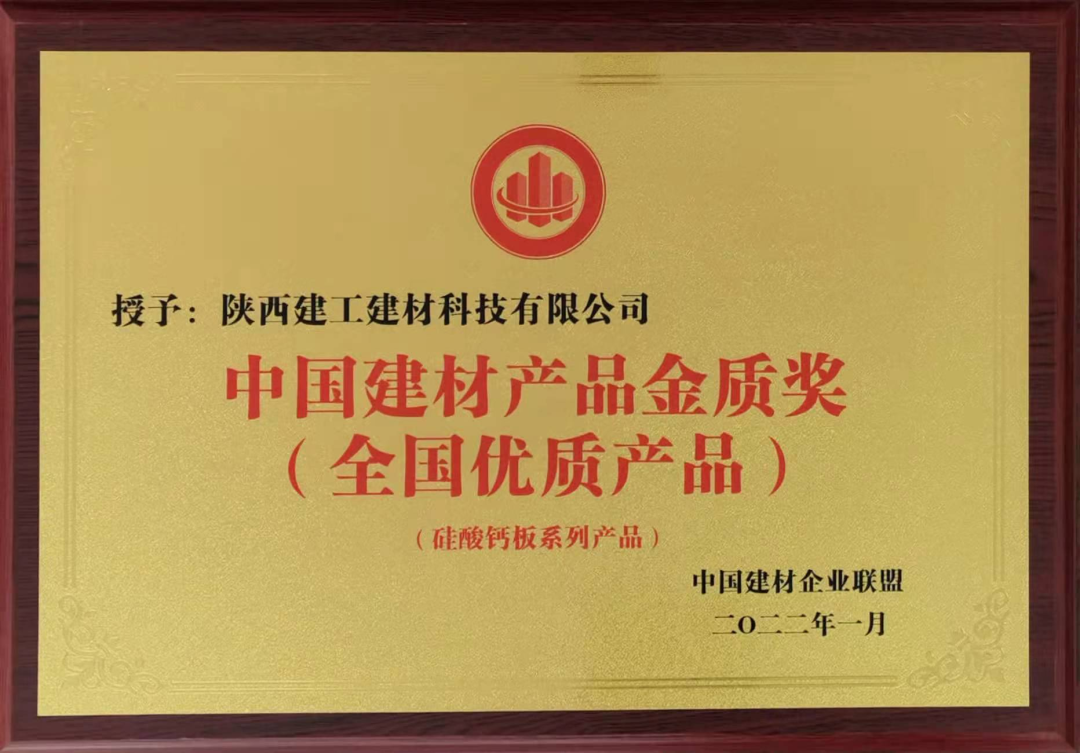 授予：陕西建工建材科技有限公司
中国建材产品金质奖
（全国优质产品）
（硅酸钙板系列产品）
中国建材企业联盟
二〇二二年一月